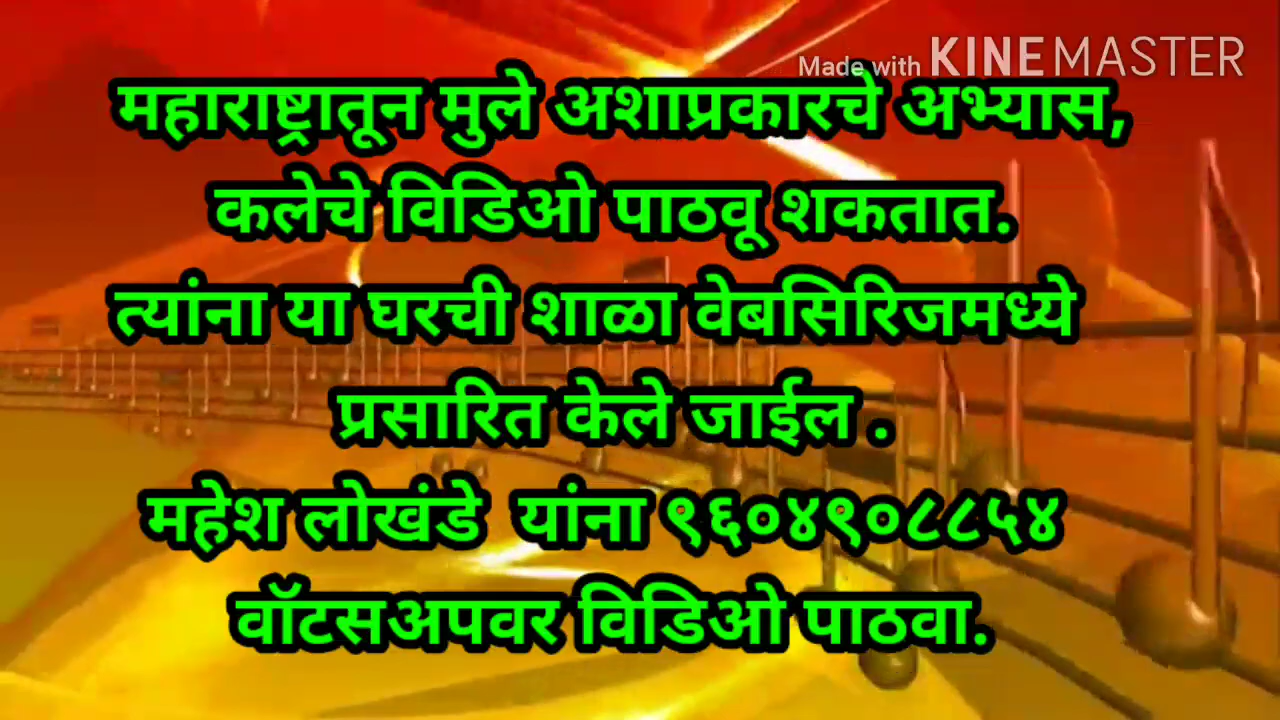 Made with KINEMASTER
महाराष्ट्रातून मुले अशाप्रकारचे अभ्यास,
कलेचे विडिओ पाठवू शकतात.
त्यांना या घरची शाळा वेबसिरिजमध्ये
प्रसारित केले जाईल .
महेश लोखंडे यांना ९६०४९०८८५४
वॉटसअपवर विडिओ पाठवा.